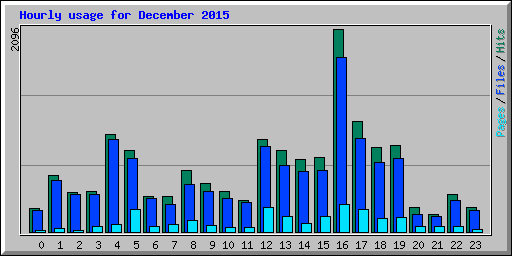 Hourly usage for December 2015
2096
Pages/Files/Hits
0 1 2 3 4 5 6 7 8 9 10 11 12 13 14 15 16 17 18 19 20 21 22 23